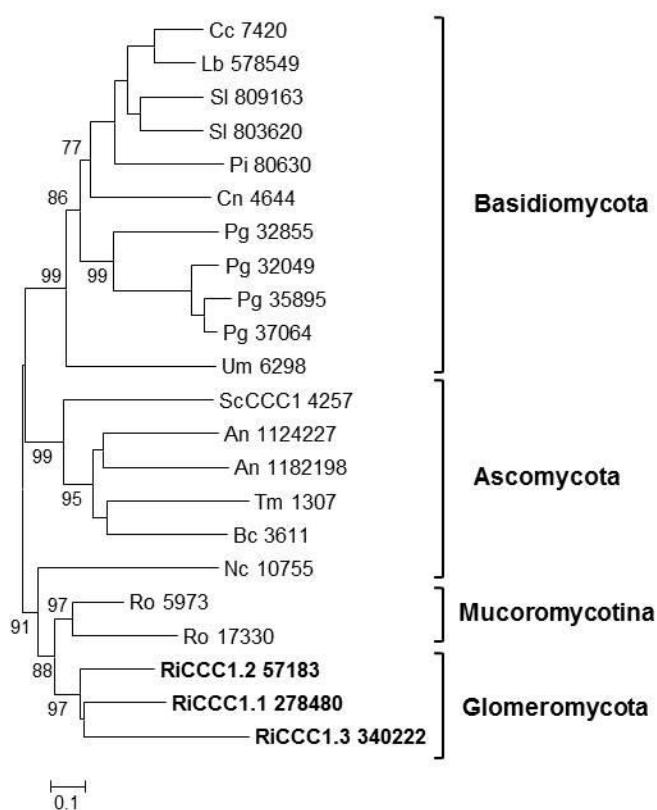 Cc 7420
Lb 578549
Sl 809163
Sl 803620
77
Pi 80630
86
Cn 4644
Basidiomycota
Pg 32855
99
99
Pg 32049
Pg 35895
Pg 37064
Um 6298
ScCCC1 4257
An 1124227
99
An 1182198
95
Ascomycota
Tm 1307
Bc 3611
Nc 10755
97
Ro 5973
Mucoromycotina
91
Ro 17330
88
RiCCC1.2 57183
97
RiCCC1.1 278480
Glomeromycota
RiCCC1.3 340222
0.1